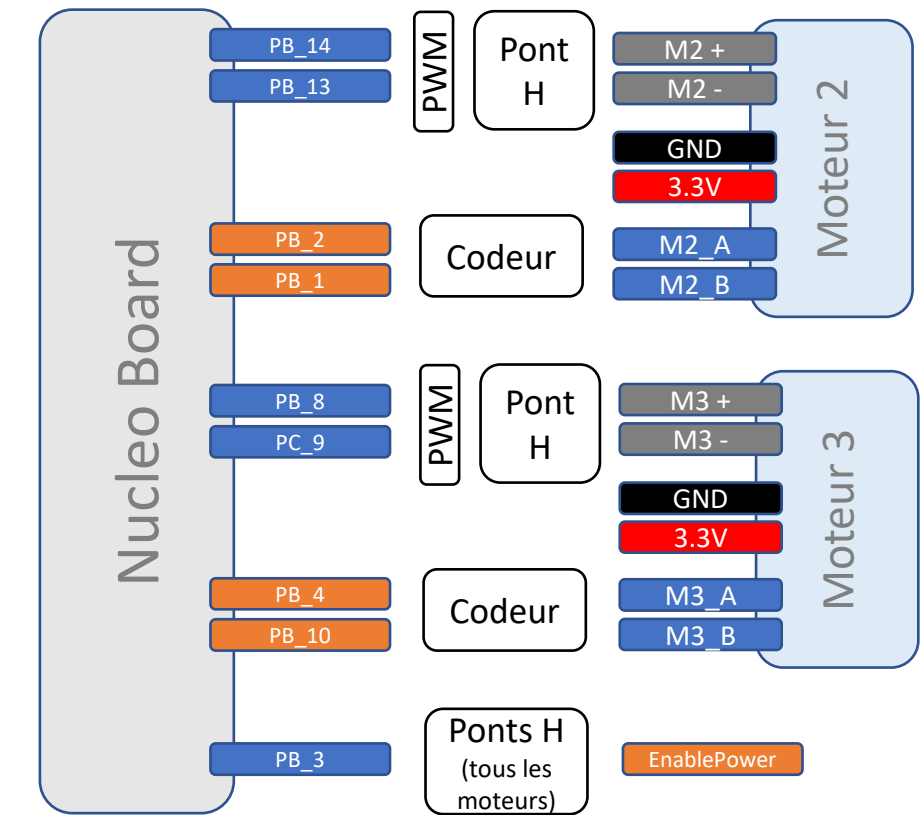 Nucleo Board
PB_14
PB_13
PWM
Pont
H
M2 +
M2 -
GND
3.3V
Moteur 2
PB_2
PB_1
Codeur
M2_A
M2_B
PB_8
PC_9
PWM
Pont
H
M3 +
M3 -
GND
3.3V
Moteur 3
PB_4
PB_10
Codeur
M3_A
M3_B
PB_3
Ponts H
(tous les
moteurs)
EnablePower